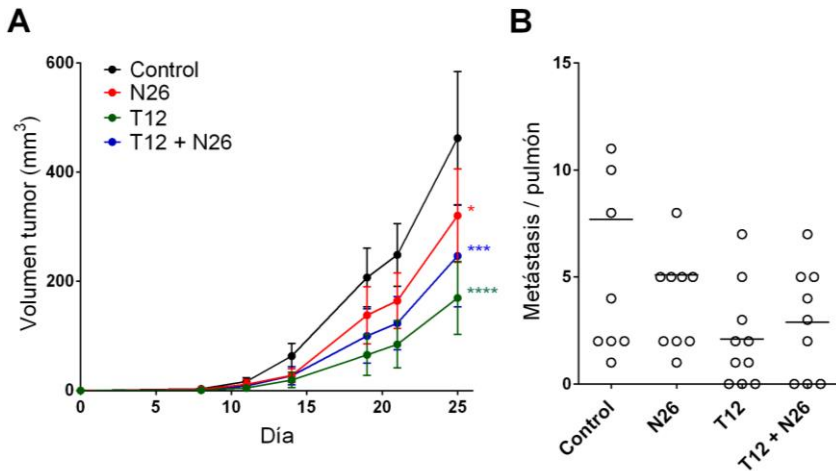 A
600
400
200
0
Volumen tumor (mm³)
Control
N26
T12
T12 + N26
*
***
****
0 5 10 15 20 25
Día
B
15
10
5
0
Metástasis / pulmón
Control N26 T12 T12 + N26